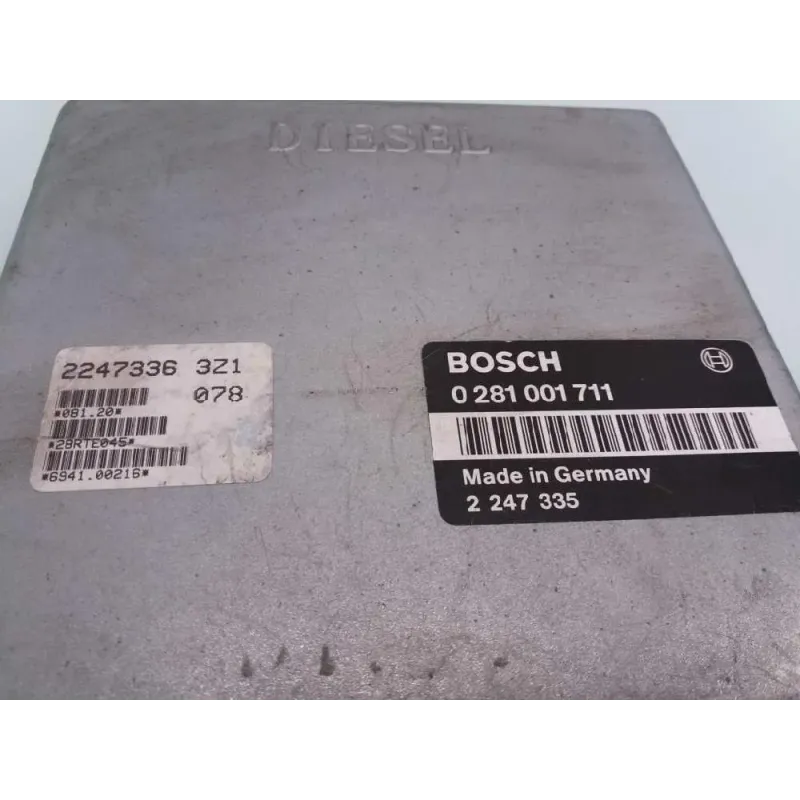 DIESEL
2247336 3Z1
078
*081.20*
*28RTE045*
*6941.00216*
BOSCH
0 281 001 711
Made in Germany
2 247 335